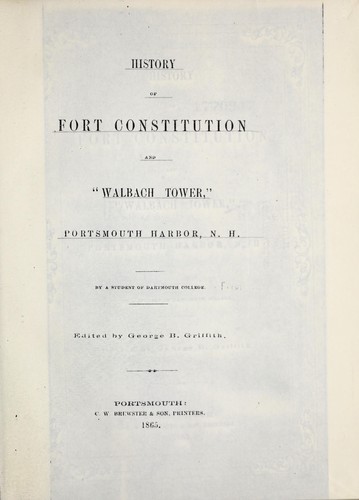 HISTORY
OF
FORT CONSTITUTION
AND
"WALBACH TOWER,"
PORTSMOUTH HARBOR, N. H.
BY A STUDENT OF DARTMOUTH COLLEGE.
Edited by George H. Griffith.
PORTSMOUTH:
C. W. BREWSTER & SON, PRINTERS.
1865.